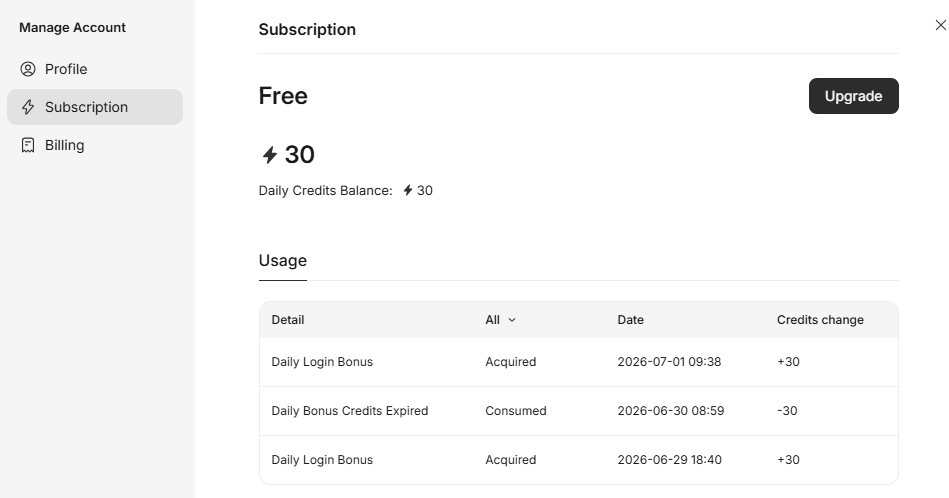 Manage Account
Profile
Subscription
Billing
Subscription
Free
Upgrade
30
Daily Credits Balance: 30
Usage
Detail All Date Credits change
Daily Login Bonus Acquired 2026-07-01 09:38 +30
Daily Bonus Credits Expired Consumed 2026-06-30 08:59 -30
Daily Login Bonus Acquired 2026-06-29 18:40 +30